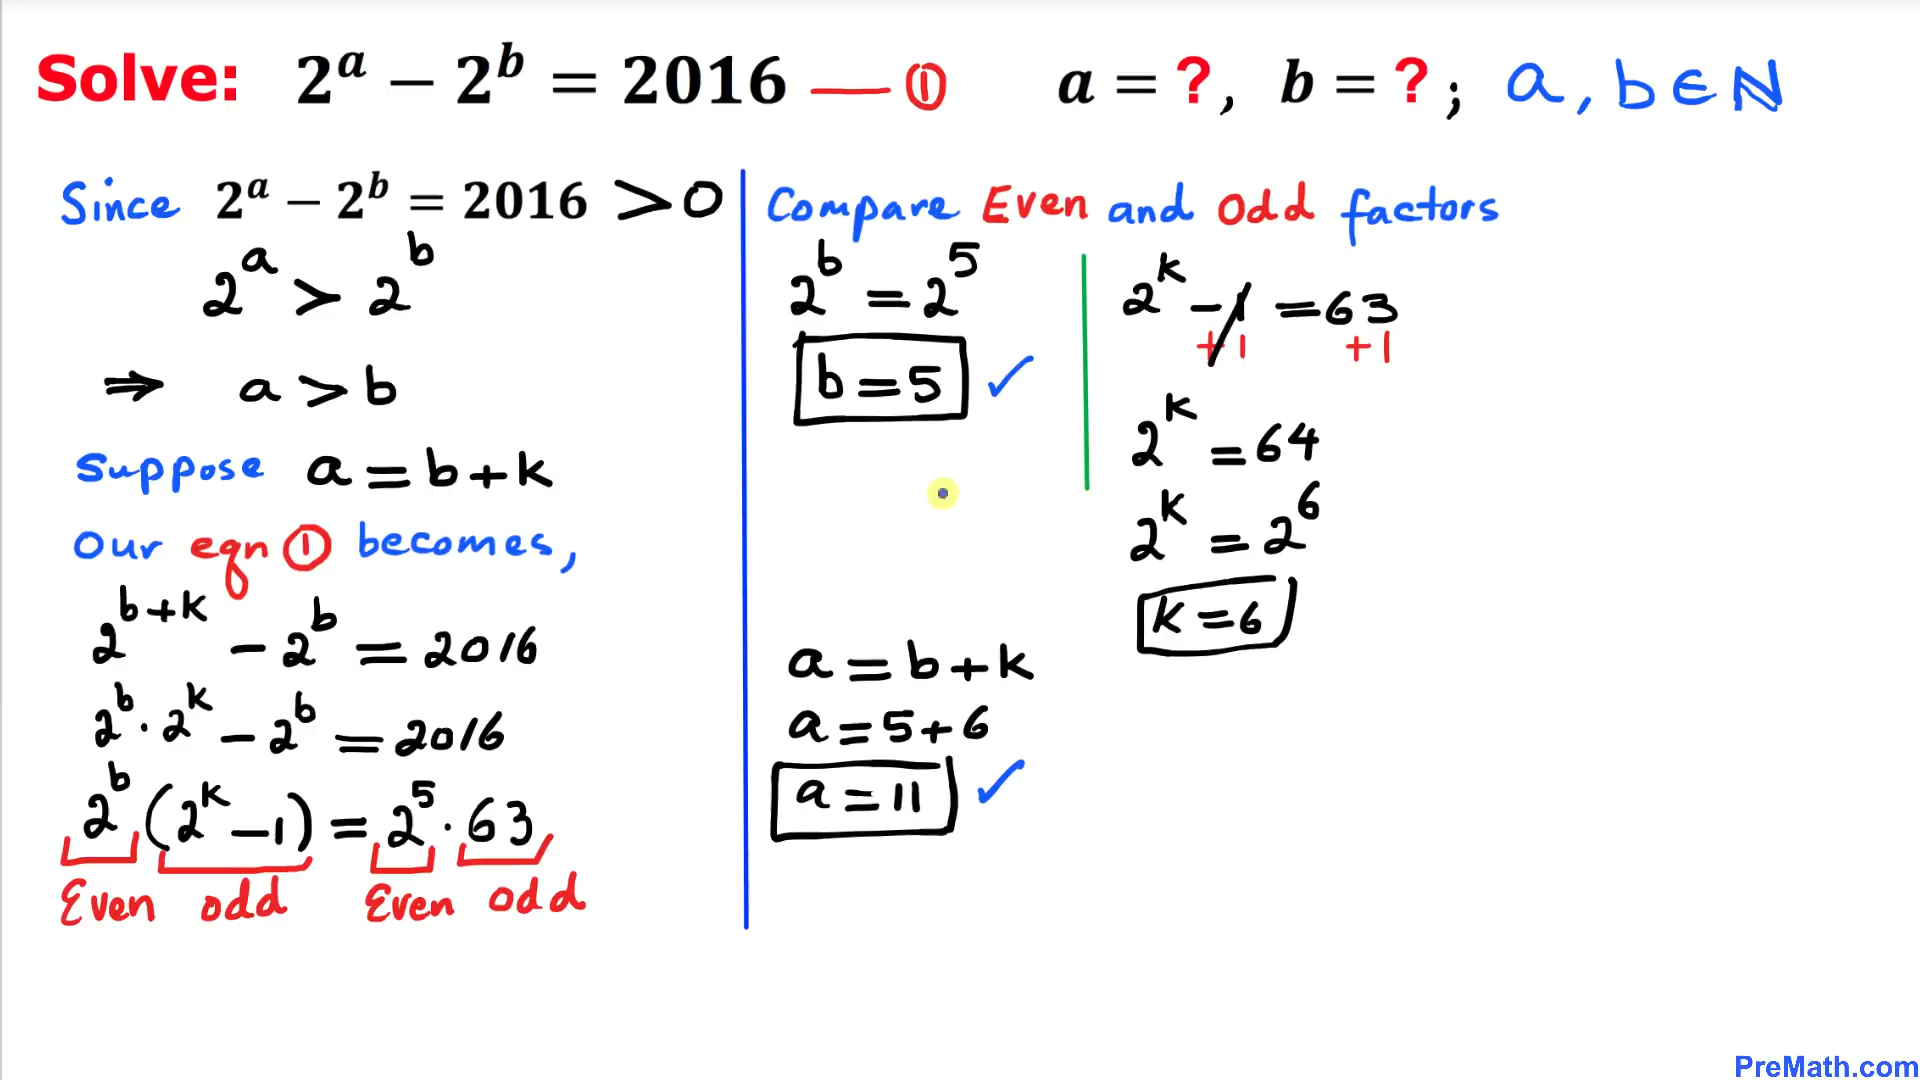 Solve: 2^a − 2^b = 2016 — ① a = ?, b = ?; a, b ∈ ℕ
Since 2^a − 2^b = 2016 > 0
2^a > 2^b
⇒ a > b
Suppose a = b + k
Our eqn ① becomes,
2^(b+k) − 2^b = 2016
2^b · 2^k − 2^b = 2016
2^b (2^k − 1) = 2^5 · 63
Even odd Even odd
Compare Even and Odd factors
2^b = 2^5
b = 5 ✓
2^k − 1 = 63
+1 +1
2^k = 64
2^k = 2^6
k = 6
a = b + k
a = 5 + 6
a = 11 ✓
PreMath.com